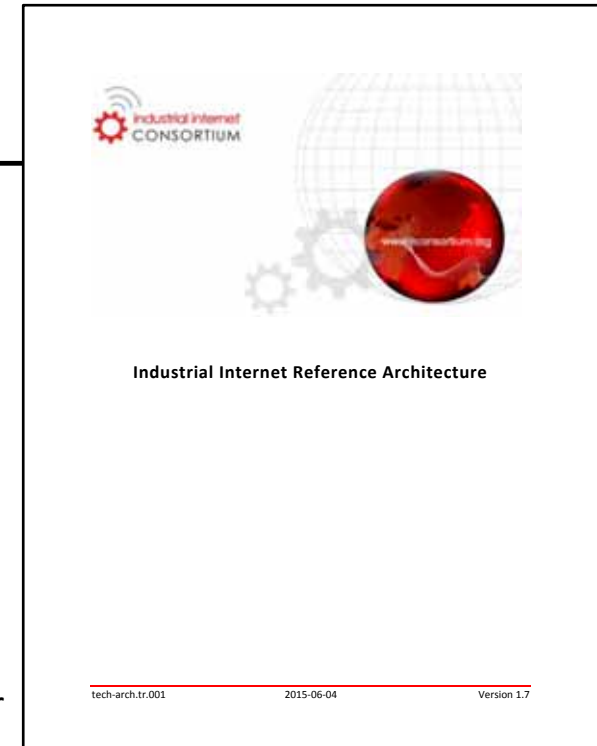 industrial internet
CONSORTIUM
www.iiconsortium.org
Industrial Internet Reference Architecture
tech-arch.tr.001 2015-06-04 Version 1.7